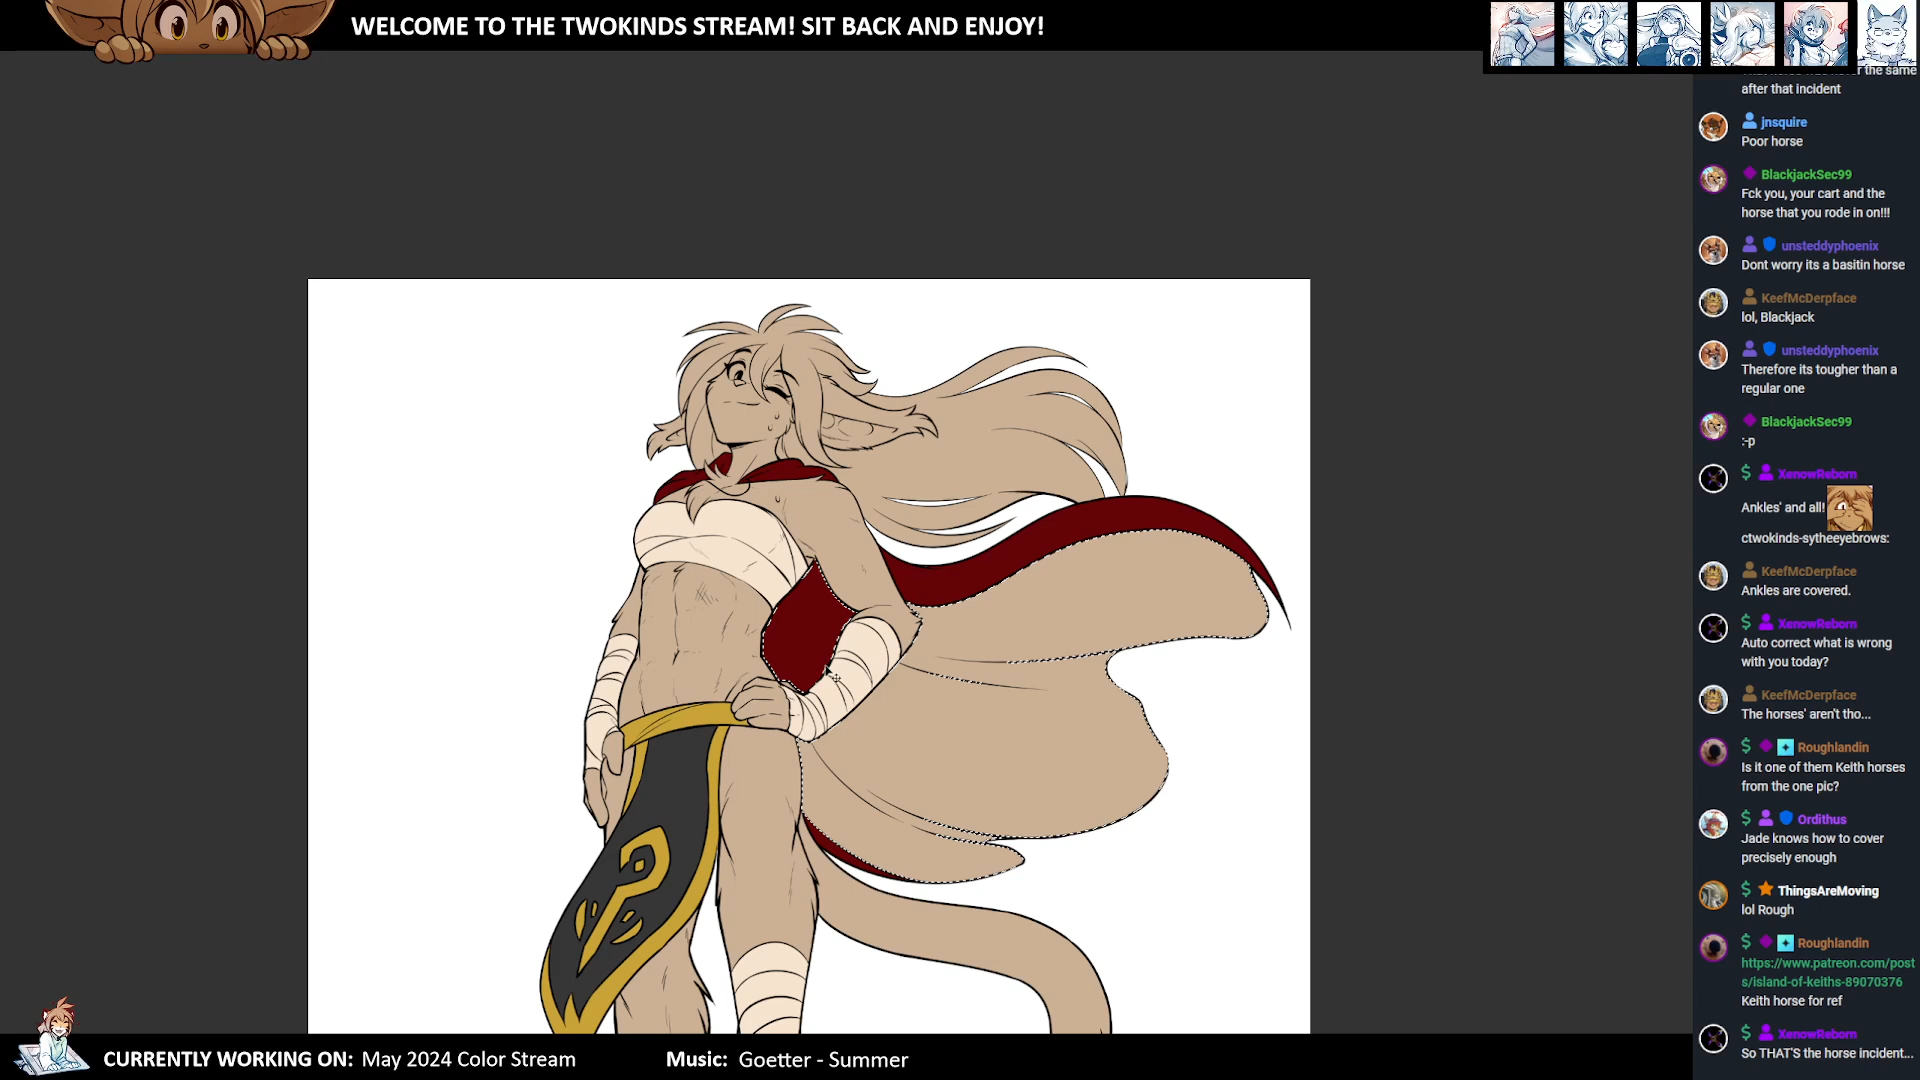 WELCOME TO THE TWOKINDS STREAM! SIT BACK AND ENJOY!
the same
after that incident
jnsquire
Poor horse
BlackjackSec99
Fck you, your cart and the
horse that you rode in on!!!
unsteddyphoenix
Dont worry its a basitin horse
KeefMcDerpface
lol, Blackjack
unsteddyphoenix
Therefore its tougher than a
regular one
BlackjackSec99
:-p
XenowReborn
Ankles' and all!
ctwokinds-sytheeyebrows:
KeefMcDerpface
Ankles are covered.
XenowReborn
Auto correct what is wrong
with you today?
KeefMcDerpface
The horses' aren't tho...
Roughlandin
Is it one of them Keith horses
from the one pic?
Ordithus
Jade knows how to cover
precisely enough
ThingsAreMoving
lol Rough
Roughlandin
https://www.patreon.com/post
s/island-of-keiths-89070376
Keith horse for ref
XenowReborn
So THAT'S the horse incident...
CURRENTLY WORKING ON: May 2024 Color Stream
Music: Goetter - Summer